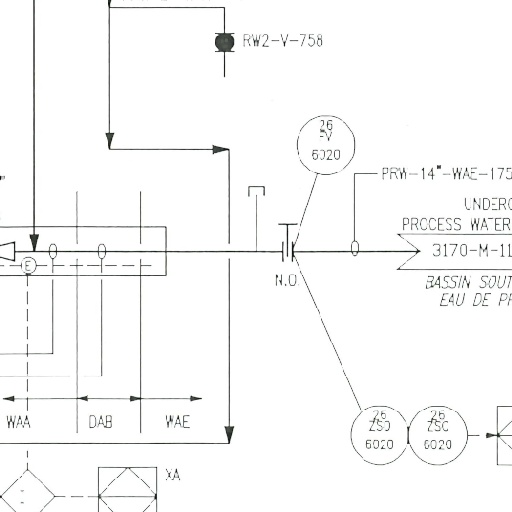 RW2-V-758
26
FV
6020
PRW-14"-WAE-175
UNDERG
PROCESS WATER
3170-M-11
BASSIN SOUT
EAU DE PR
N.O.
E
WAA
DAB
WAE
26
ZSO
6020
26
ZSC
6020
XA